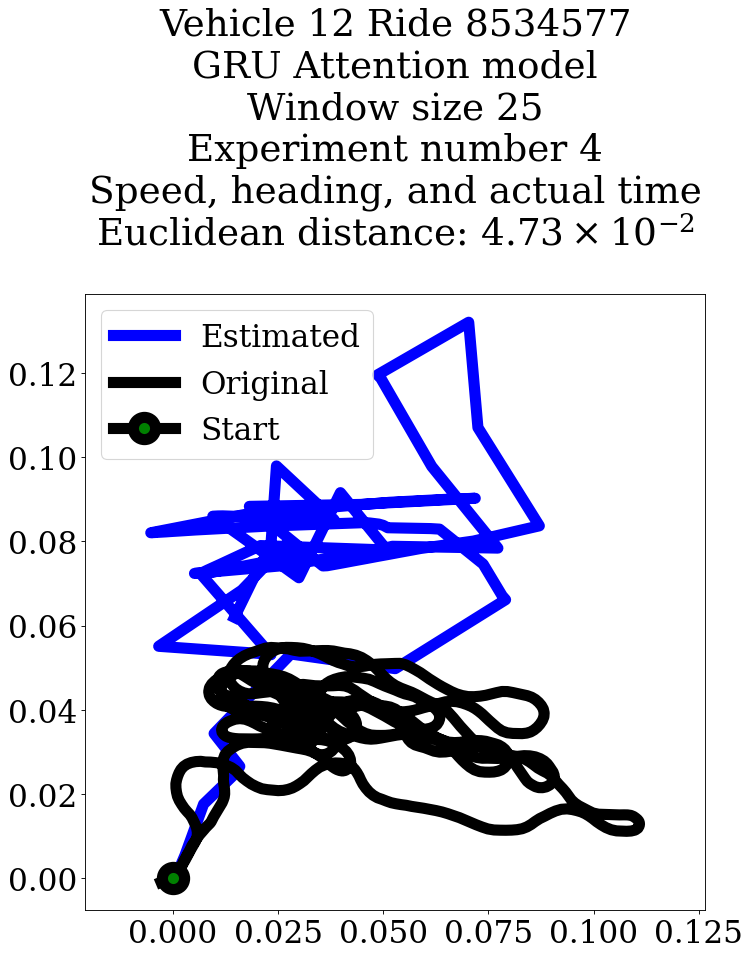 Vehicle 12 Ride 8534577
GRU Attention model
Window size 25
Experiment number 4
Speed, heading, and actual time
Euclidean distance: 4.73 × 10⁻²
Estimated
Original
Start
0.12
0.10
0.08
0.06
0.04
0.02
0.00
0.000 0.025 0.050 0.075 0.100 0.125